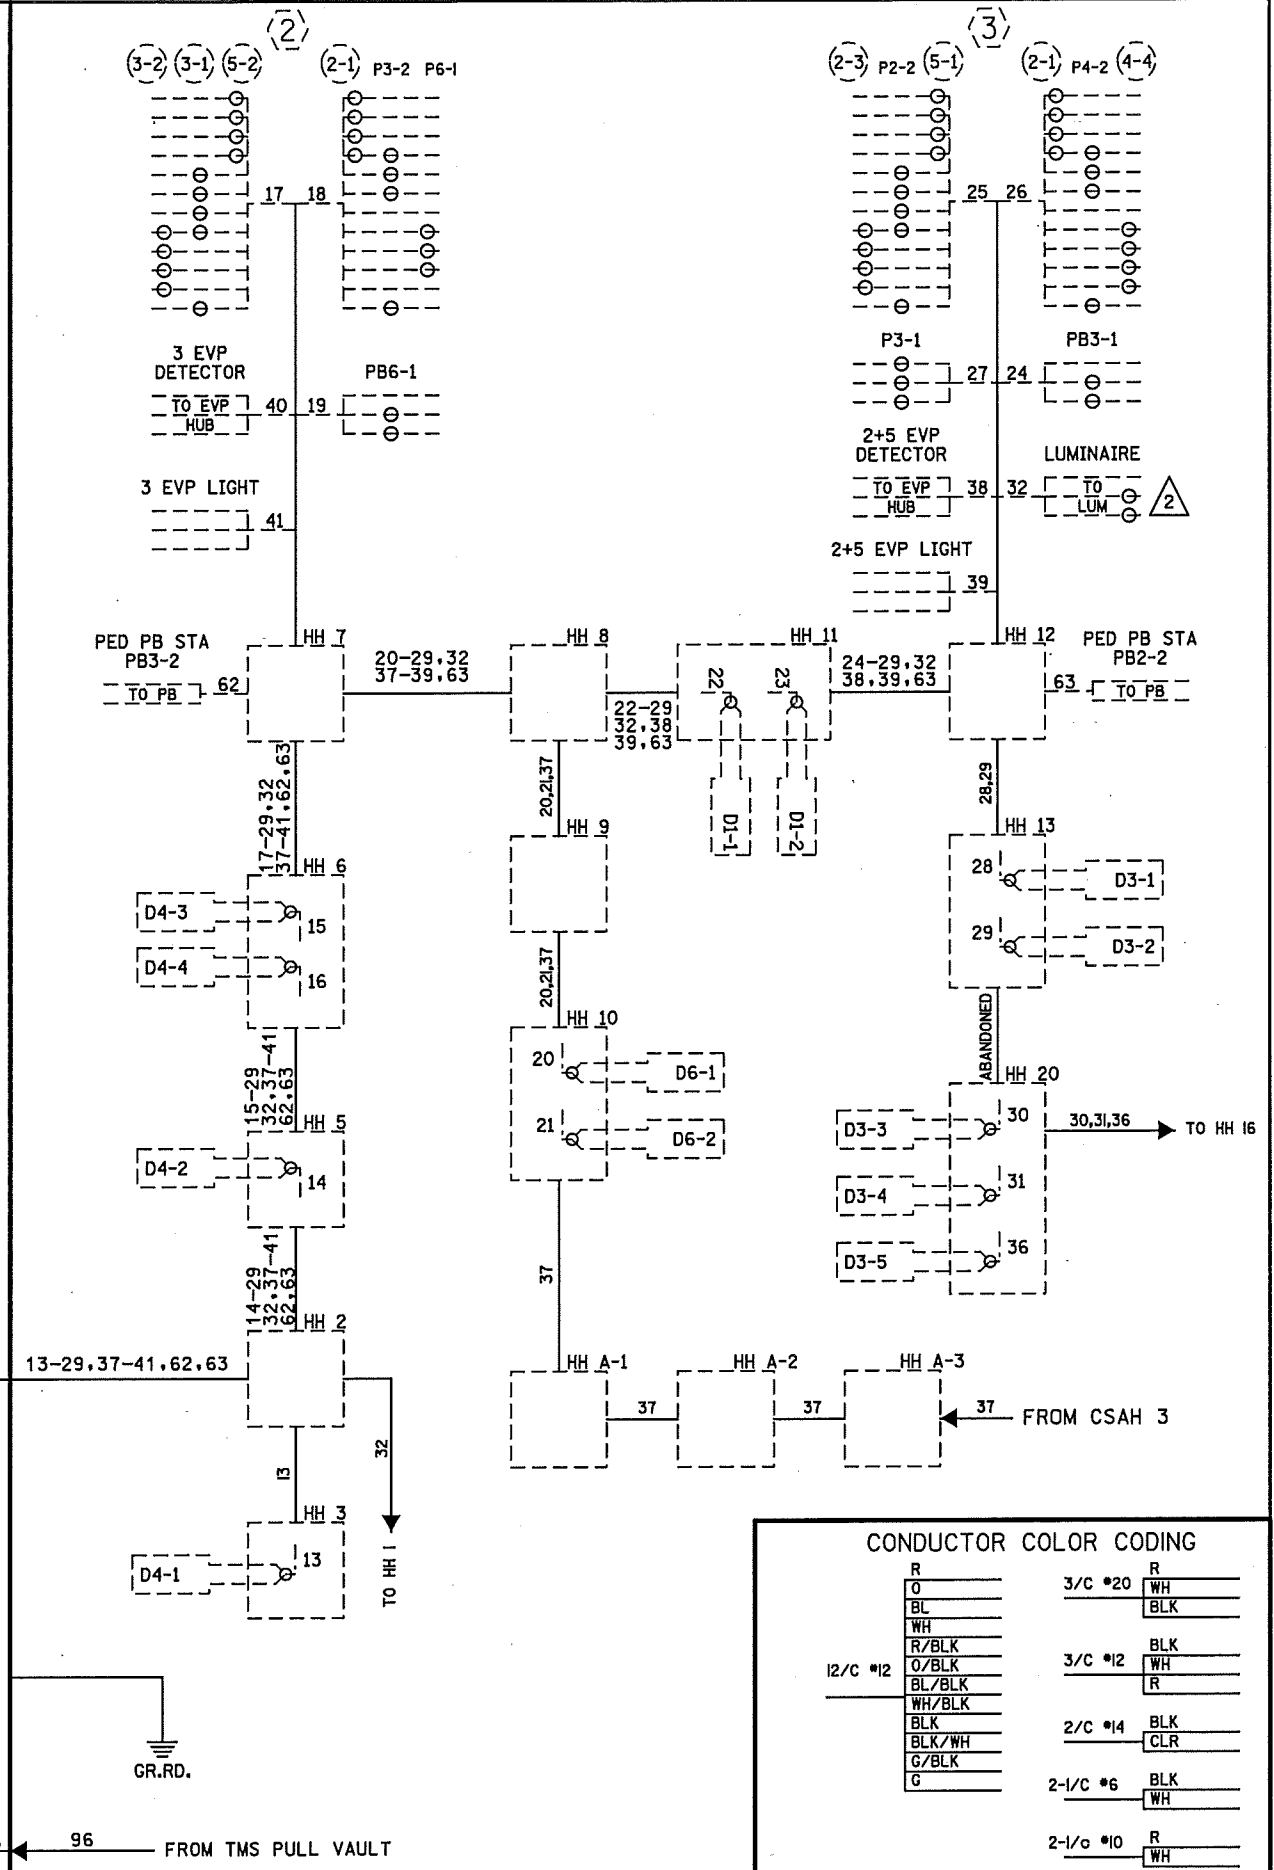 2
3-2 3-1 5-2 2-1 P3-2 P6-1
17 18
3 EVP
DETECTOR
TO EVP
HUB
40 19
PB6-1
3 EVP LIGHT
41
3
2-3 P2-2 5-1 2-1 P4-2 4-4
25 26
P3-1
27 24
PB3-1
2+5 EVP
DETECTOR
TO EVP
HUB
38 32
LUMINAIRE
TO
LUM
2
2+5 EVP LIGHT
39
PED PB STA
PB3-2
TO PB
62
HH 7
20-29,32
37-39,63
HH 8
22-29
32,38
39,63
HH 11
22
23
D1-1
D1-2
24-29,32
38,39,63
HH 12
63
PED PB STA
PB2-2
TO PB
17-29,32
37-41,62,63
20,21,37
28,29
HH 6
D4-3
15
D4-4
16
HH 9
20,21,37
HH 13
28
D3-1
29
D3-2
15-29
32,37-41
62,63
HH 10
20
D6-1
21
D6-2
ABANDONED
HH 20
D3-3
30
30,31,36
TO HH 16
D3-4
31
D3-5
36
HH 5
D4-2
14
14-29
32,37-41
62,63
37
HH 2
13-29,37-41,62,63
32
TO HH 1
13
HH 3
D4-1
13
HH A-1
37
HH A-2
37
HH A-3
37
FROM CSAH 3
GR.RD.
96
FROM TMS PULL VAULT
CONDUCTOR COLOR CODING
12/C #12
R
O
BL
WH
R/BLK
O/BLK
BL/BLK
WH/BLK
BLK
BLK/WH
G/BLK
G
3/C #20
R
WH
BLK
3/C #12
BLK
WH
R
2/C #14
BLK
CLR
2-1/C #6
BLK
WH
2-1/c #10
R
WH